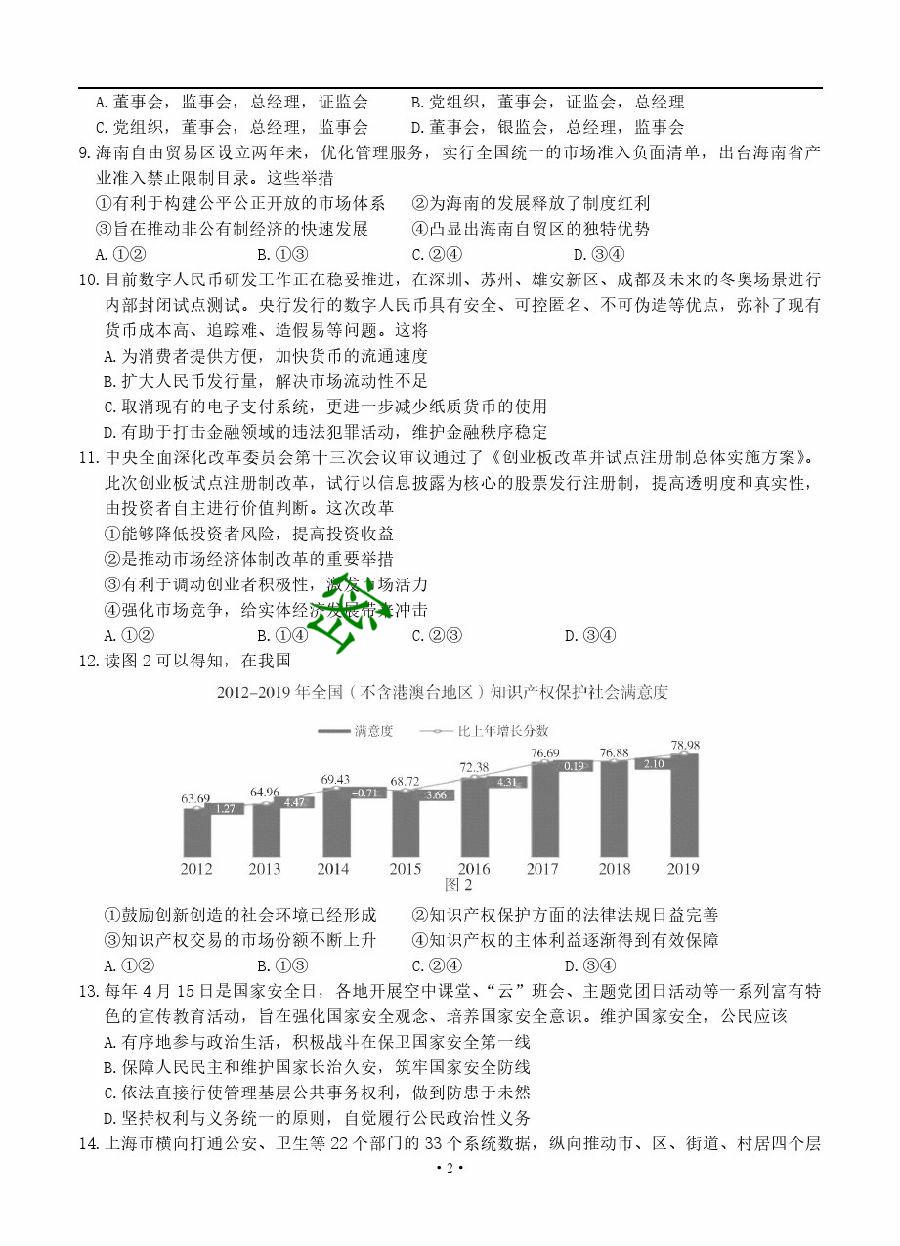 A. 董事会，监事会，总经理，证监会 B. 党组织，董事会，证监会，总经理
C. 党组织，董事会，总经理，监事会 D. 董事会，银监会，总经理，监事会
9. 海南自由贸易区设立两年来，优化管理服务，实行全国统一的市场准入负面清单，出台海南省产
业准入禁止限制目录。这些举措
①有利于构建公平公正开放的市场体系 ②为海南的发展释放了制度红利
③旨在推动非公有制经济的快速发展 ④凸显出海南自贸区的独特优势
A. ①② B. ①③ C. ②④ D. ③④
10. 目前数字人民币研发工作正在稳妥推进，在深圳、苏州、雄安新区、成都及未来的冬奥场景进行
内部封闭试点测试。央行发行的数字人民币具有安全、可控匿名、不可伪造等优点，弥补了现有
货币成本高、追踪难、造假易等问题。这将
A. 为消费者提供方便，加快货币的流通速度
B. 扩大人民币发行量，解决市场流动性不足
C. 取消现有的电子支付系统，更进一步减少纸质货币的使用
D. 有助于打击金融领域的违法犯罪活动，维护金融秩序稳定
11. 中央全面深化改革委员会第十三次会议审议通过了《创业板改革并试点注册制总体实施方案》。
此次创业板试点注册制改革，试行以信息披露为核心的股票发行注册制，提高透明度和真实性，
由投资者自主进行价值判断。这次改革
①能够降低投资者风险，提高投资收益
②是推动市场经济体制改革的重要举措
③有利于调动创业者积极性，激发市场活力
④强化市场竞争，给实体经济发展带来冲击
密
A. ①② B. ①④ C. ②③ D. ③④
12. 读图 2 可以得知，在我国
2012-2019 年全国（不含港澳台地区）知识产权保护社会满意度
满意度 比上年增长分数
63.69 64.96 69.43 68.72 72.38 76.69 76.88 78.98
1.27 4.47 -0.71 3.66 4.31 0.19 2.10
2012 2013 2014 2015 2016 2017 2018 2019
图 2
①鼓励创新创造的社会环境已经形成 ②知识产权保护方面的法律法规日益完善
③知识产权交易的市场份额不断上升 ④知识产权的主体利益逐渐得到有效保障
A. ①② B. ①③ C. ②④ D. ③④
13. 每年 4 月 15 日是国家安全日，各地开展空中课堂、“云”班会、主题党团日活动等一系列富有特
色的宣传教育活动，旨在强化国家安全观念、培养国家安全意识。维护国家安全，公民应该
A. 有序地参与政治生活，积极战斗在保卫国家安全第一线
B. 保障人民民主和维护国家长治久安，筑牢国家安全防线
C. 依法直接行使管理基层公共事务权利，做到防患于未然
D. 坚持权利与义务统一的原则，自觉履行公民政治性义务
14. 上海市横向打通公安、卫生等 22 个部门的 33 个系统数据，纵向推动市、区、街道、村居四个层
·2·